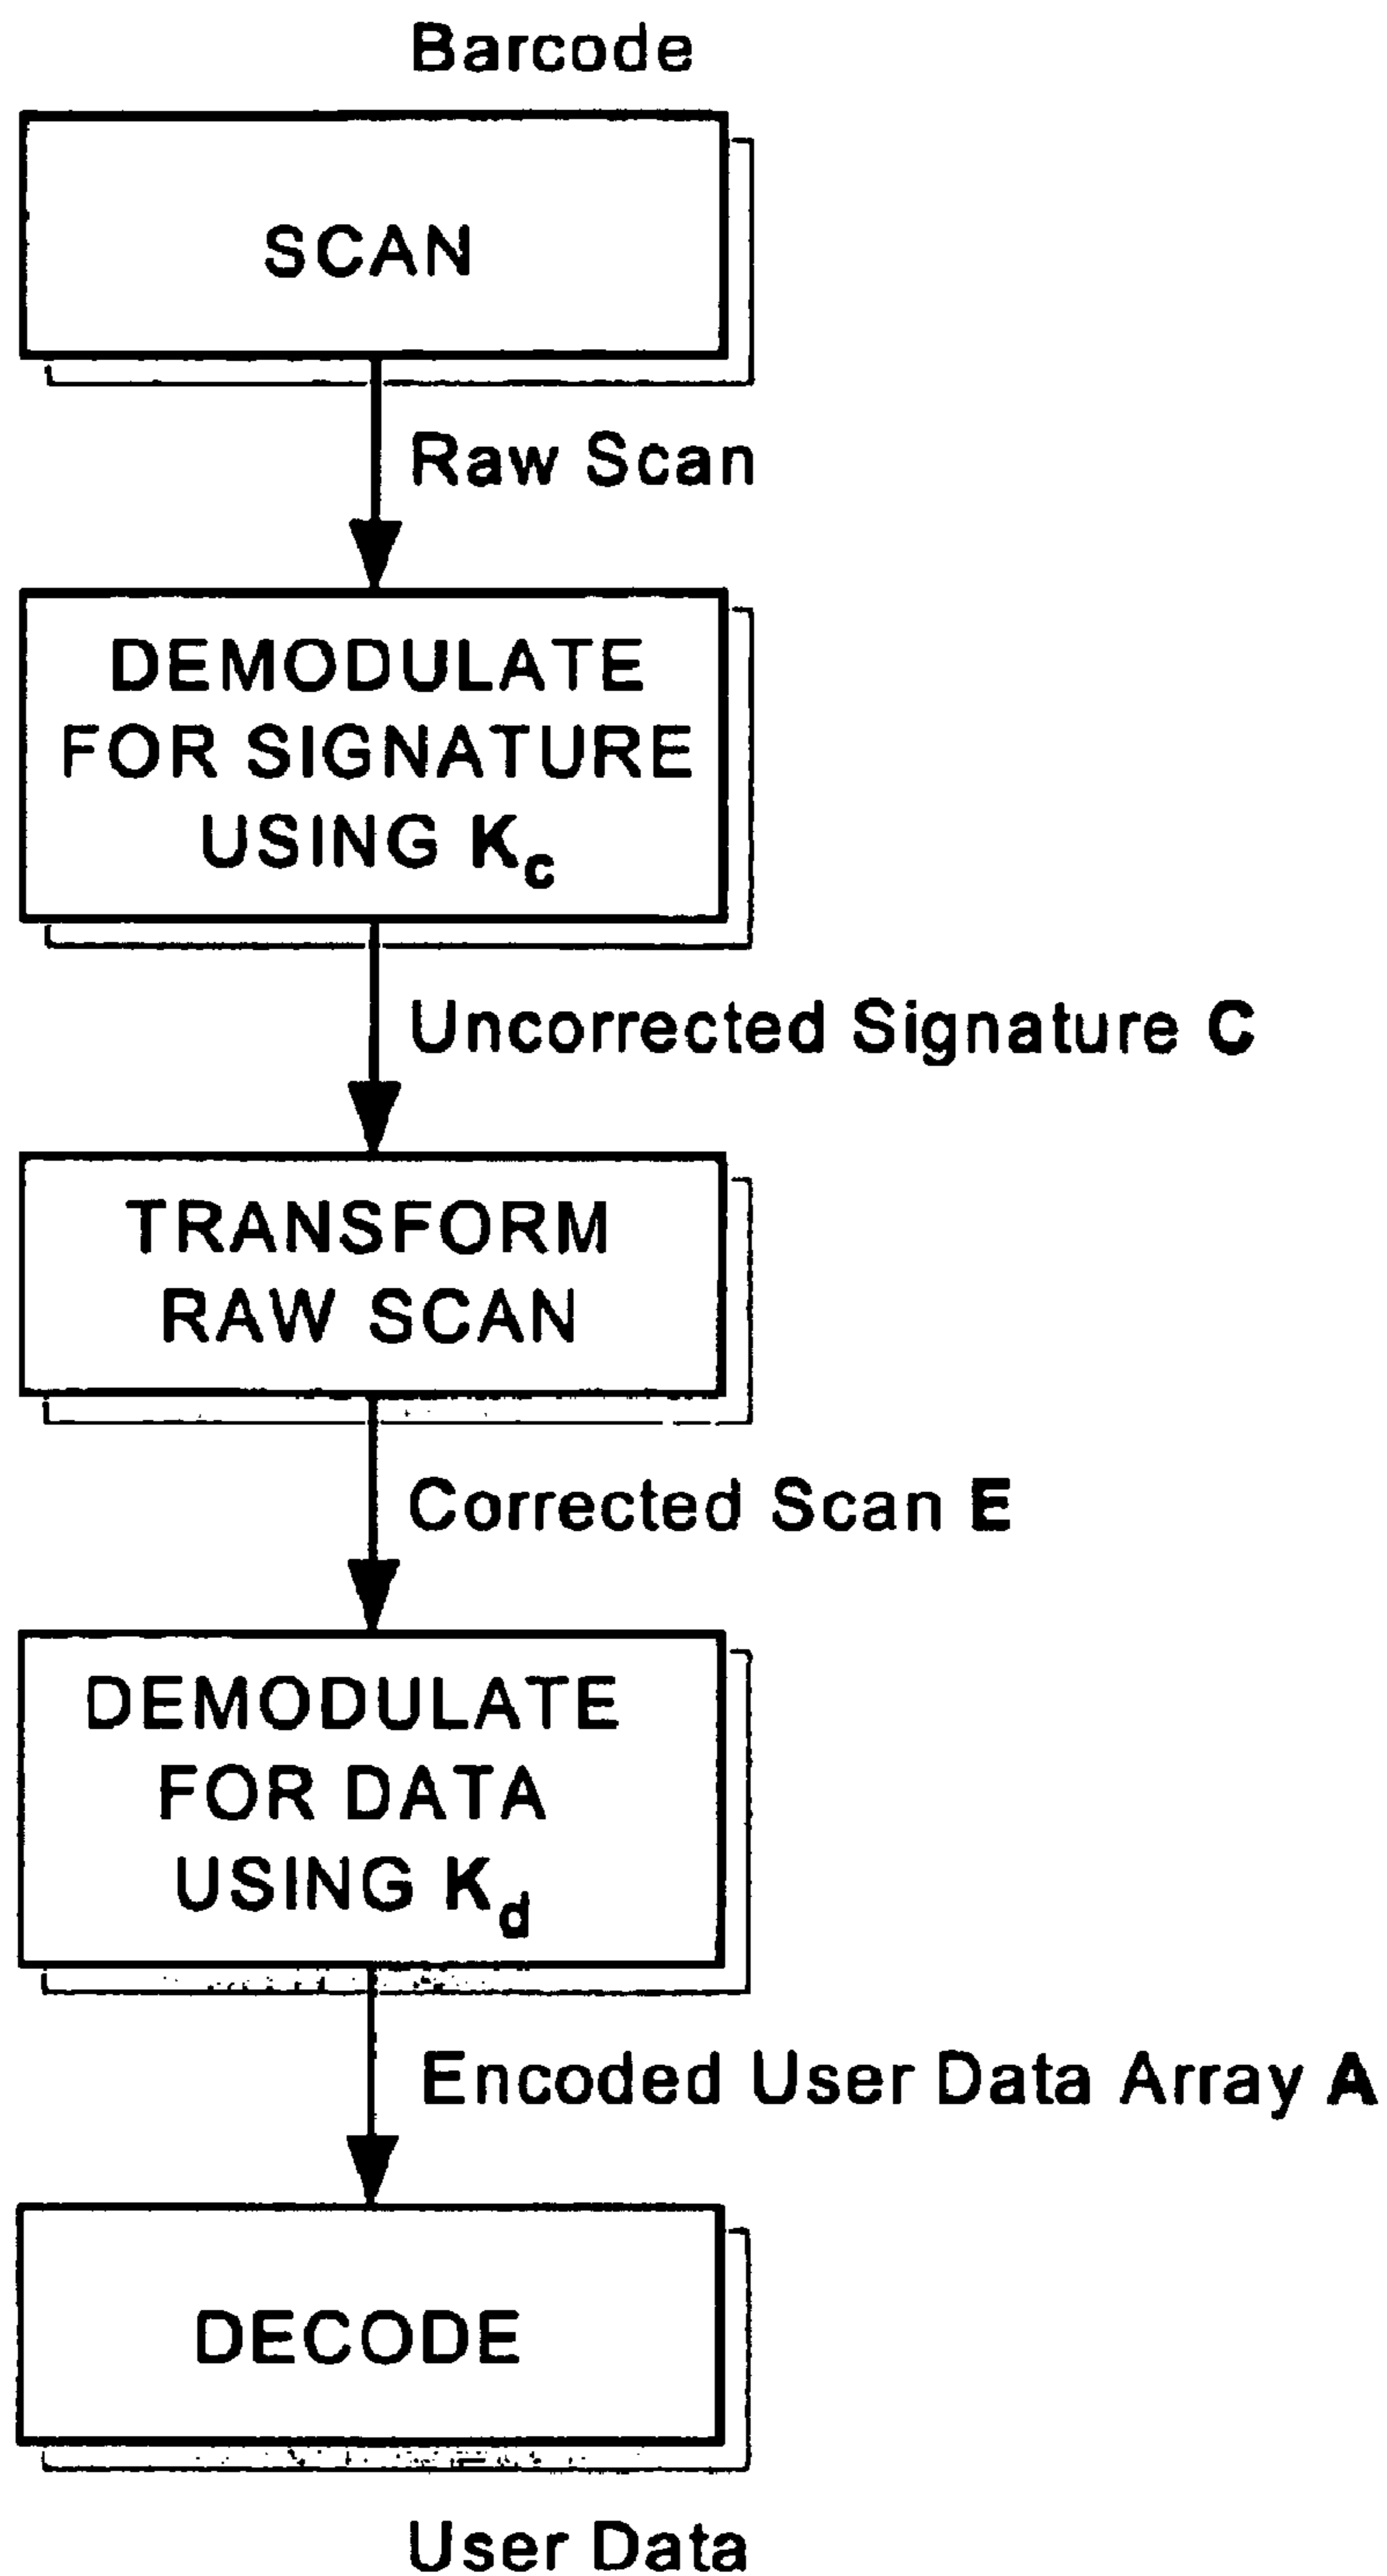 Barcode
SCAN
Raw Scan
DEMODULATE
FOR SIGNATURE
USING Kc
Uncorrected Signature C
TRANSFORM
RAW SCAN
Corrected Scan E
DEMODULATE
FOR DATA
USING Kd
Encoded User Data Array A
DECODE
User Data